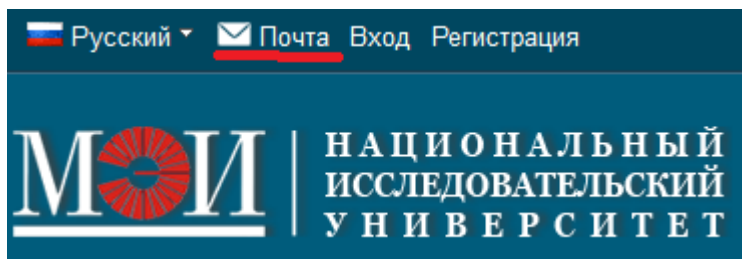 Русский Почта Вход Регистрация
МЭИ
НАЦИОНАЛЬНЫЙ
ИССЛЕДОВАТЕЛЬСКИЙ
УНИВЕРСИТЕТ